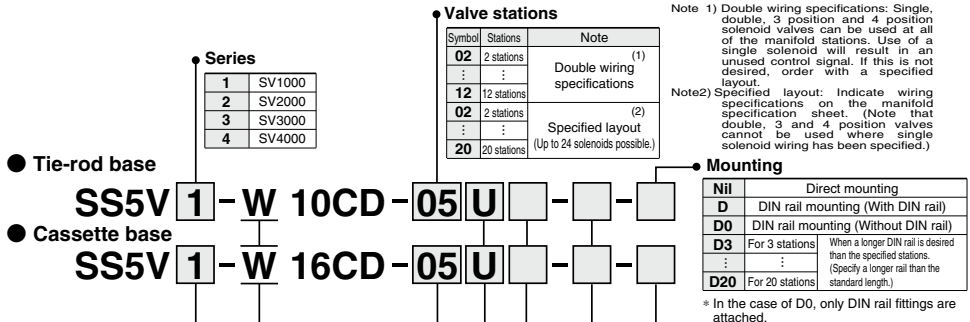 ● Valve stations
Symbol Stations Note
02 2 stations (1)
Double wiring
specifications
⋮ ⋮
12 12 stations
02 2 stations (2)
Specified layout
(Up to 24 solenoids possible.)
⋮ ⋮
20 20 stations
Note 1) Double wiring specifications: Single,
double, 3 position and 4 position
solenoid valves can be used at all
of the manifold stations. Use of a
single solenoid will result in an
unused control signal. If this is not
desired, order with a specified
layout.
Note2) Specified layout: Indicate wiring
specifications on the manifold
specification sheet. (Note that
double, 3 and 4 position valves
cannot be used where single
solenoid wiring has been specified.)
● Series
1 SV1000
2 SV2000
3 SV3000
4 SV4000
● Tie-rod base
SS5V 1 - W 10CD - 05 U - -
● Cassette base
SS5V 1 - W 16CD - 05 U - -
● Mounting
Nil Direct mounting
D DIN rail mounting (With DIN rail)
D0 DIN rail mounting (Without DIN rail)
D3 For 3 stations
⋮ ⋮
D20 For 20 stations
When a longer DIN rail is desired
than the specified stations.
(Specify a longer rail than the
standard length.)
* In the case of D0, only DIN rail fittings are
attached.